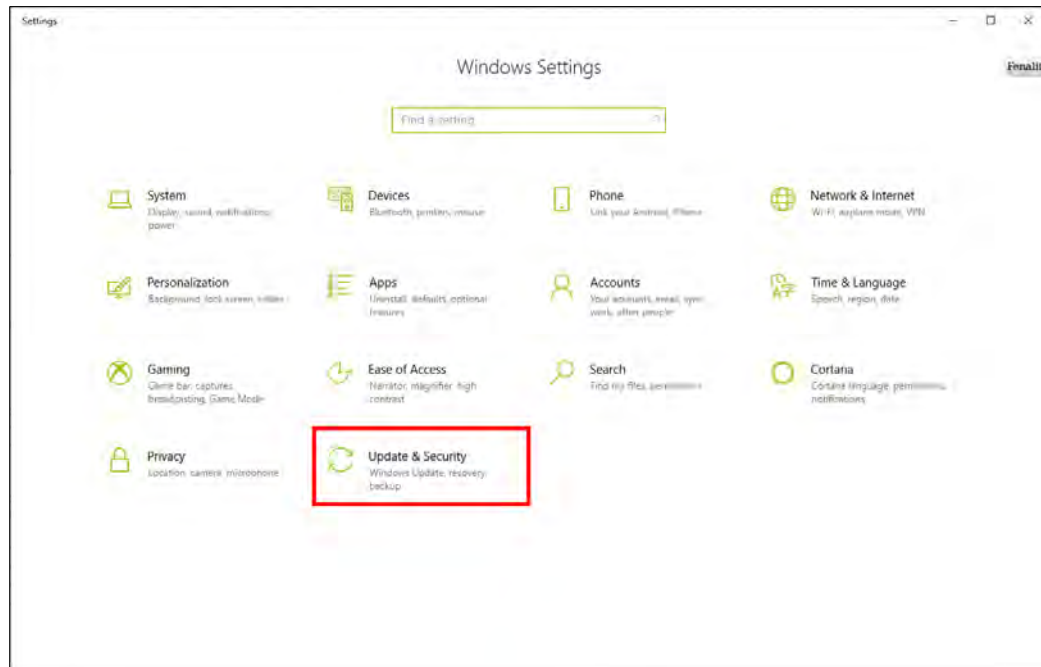 Settings
Windows Settings
Fenalit
Find a setting
System
Display, sound, notifications,
power
Devices
Bluetooth, printers, mouse
Phone
Link your Android, iPhone
Network & Internet
Wi-Fi, airplane mode, VPN
Personalization
Background, lock screen, colors
Apps
Uninstall, defaults, optional
features
Accounts
Your accounts, email, sync,
work, other people
Time & Language
Speech, region, date
Gaming
Game bar, captures,
broadcasting, Game Mode
Ease of Access
Narrator, magnifier, high
contrast
Search
Find my files, permissions
Cortana
Cortana language, permissions,
notifications
Privacy
Location, camera, microphone
Update & Security
Windows Update, recovery,
backup